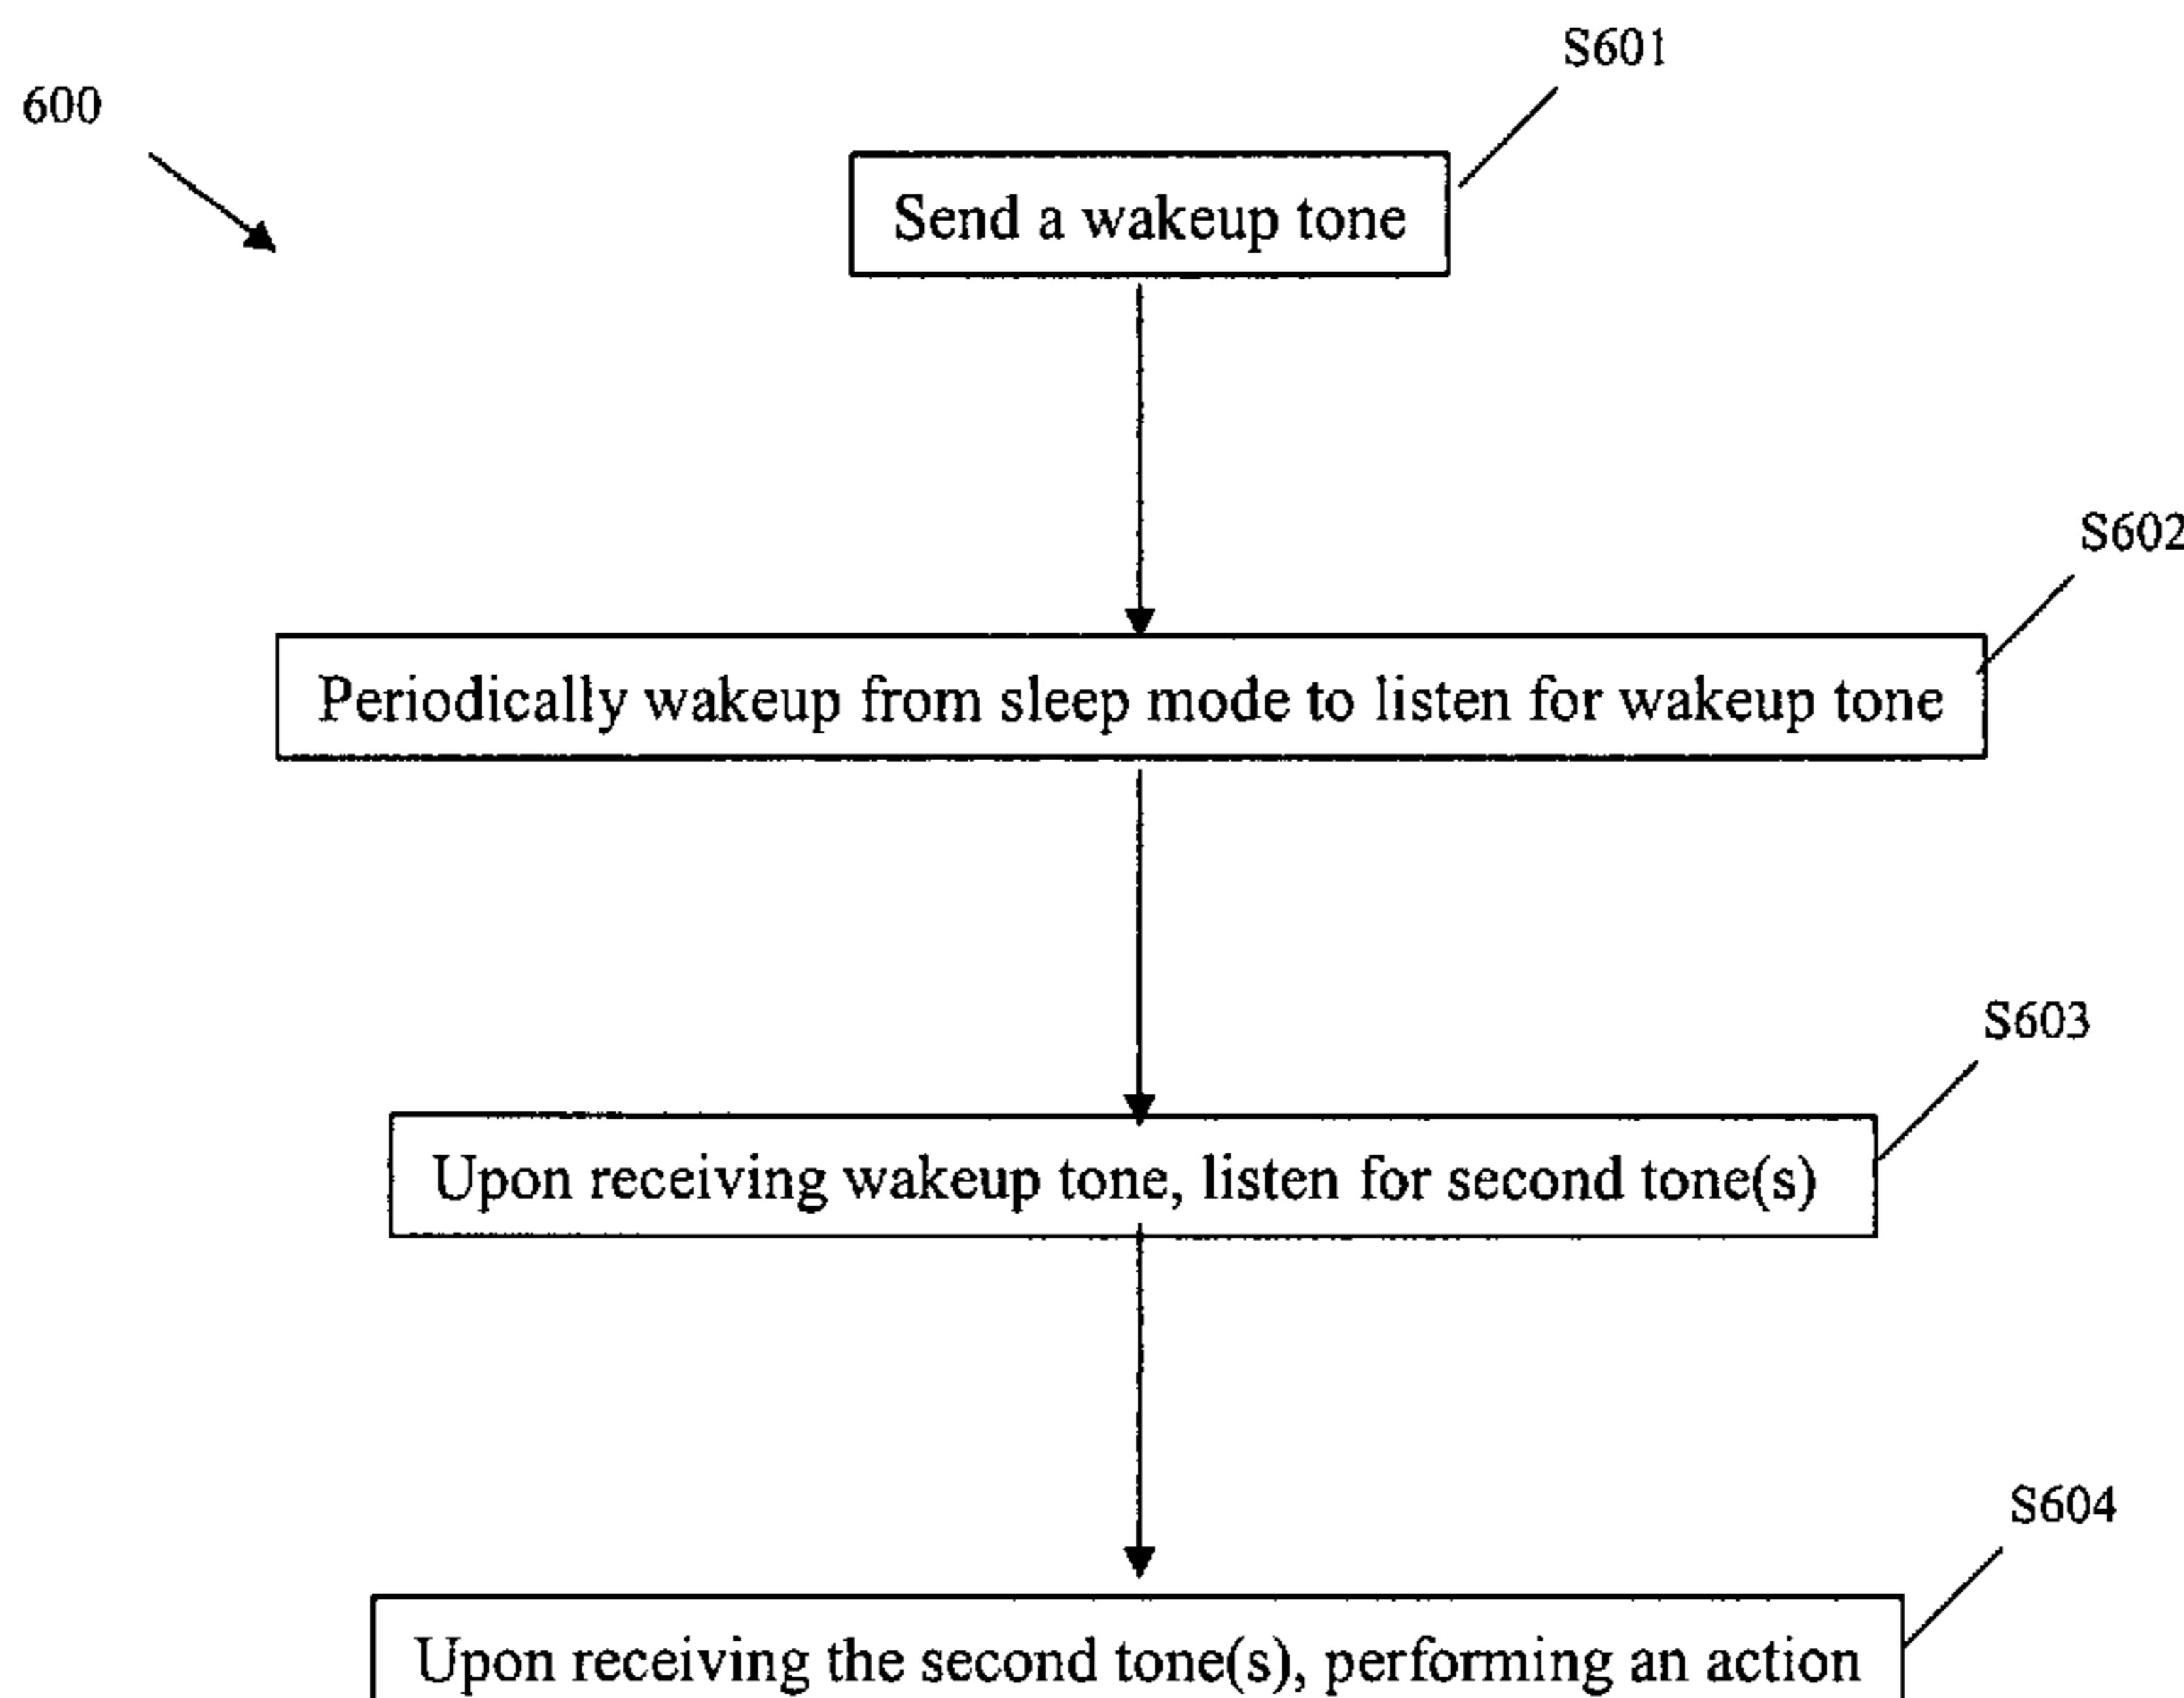 S601
600
Send a wakeup tone
S602
Periodically wakeup from sleep mode to listen for wakeup tone
S603
Upon receiving wakeup tone, listen for second tone(s)
S604
Upon receiving the second tone(s), performing an action